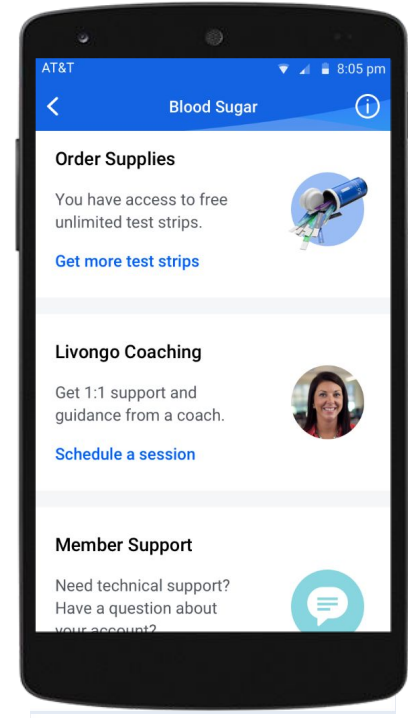 AT&T 8:05 pm
Blood Sugar
Order Supplies
You have access to free
unlimited test strips.
Get more test strips
Livongo Coaching
Get 1:1 support and
guidance from a coach.
Schedule a session
Member Support
Need technical support?
Have a question about
your account?